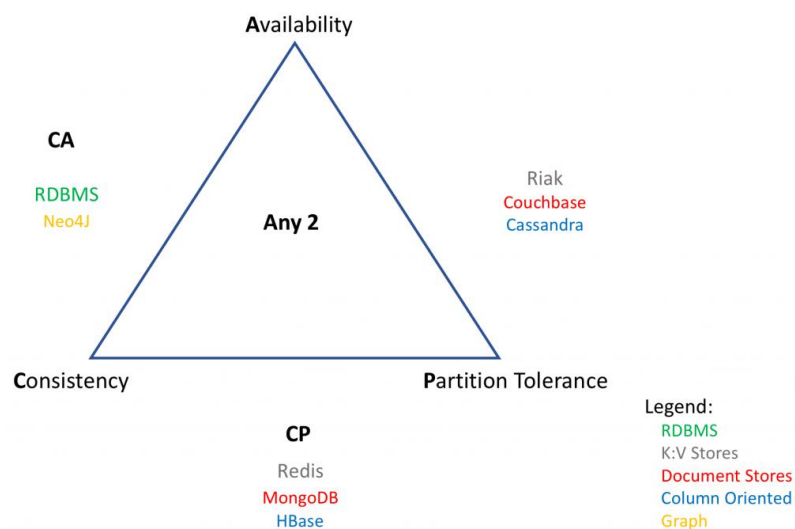 Availability
CA
RDBMS
Neo4J
Any 2
Riak
Couchbase
Cassandra
Consistency
Partition Tolerance
CP
Redis
MongoDB
HBase
Legend:
RDBMS
K:V Stores
Document Stores
Column Oriented
Graph